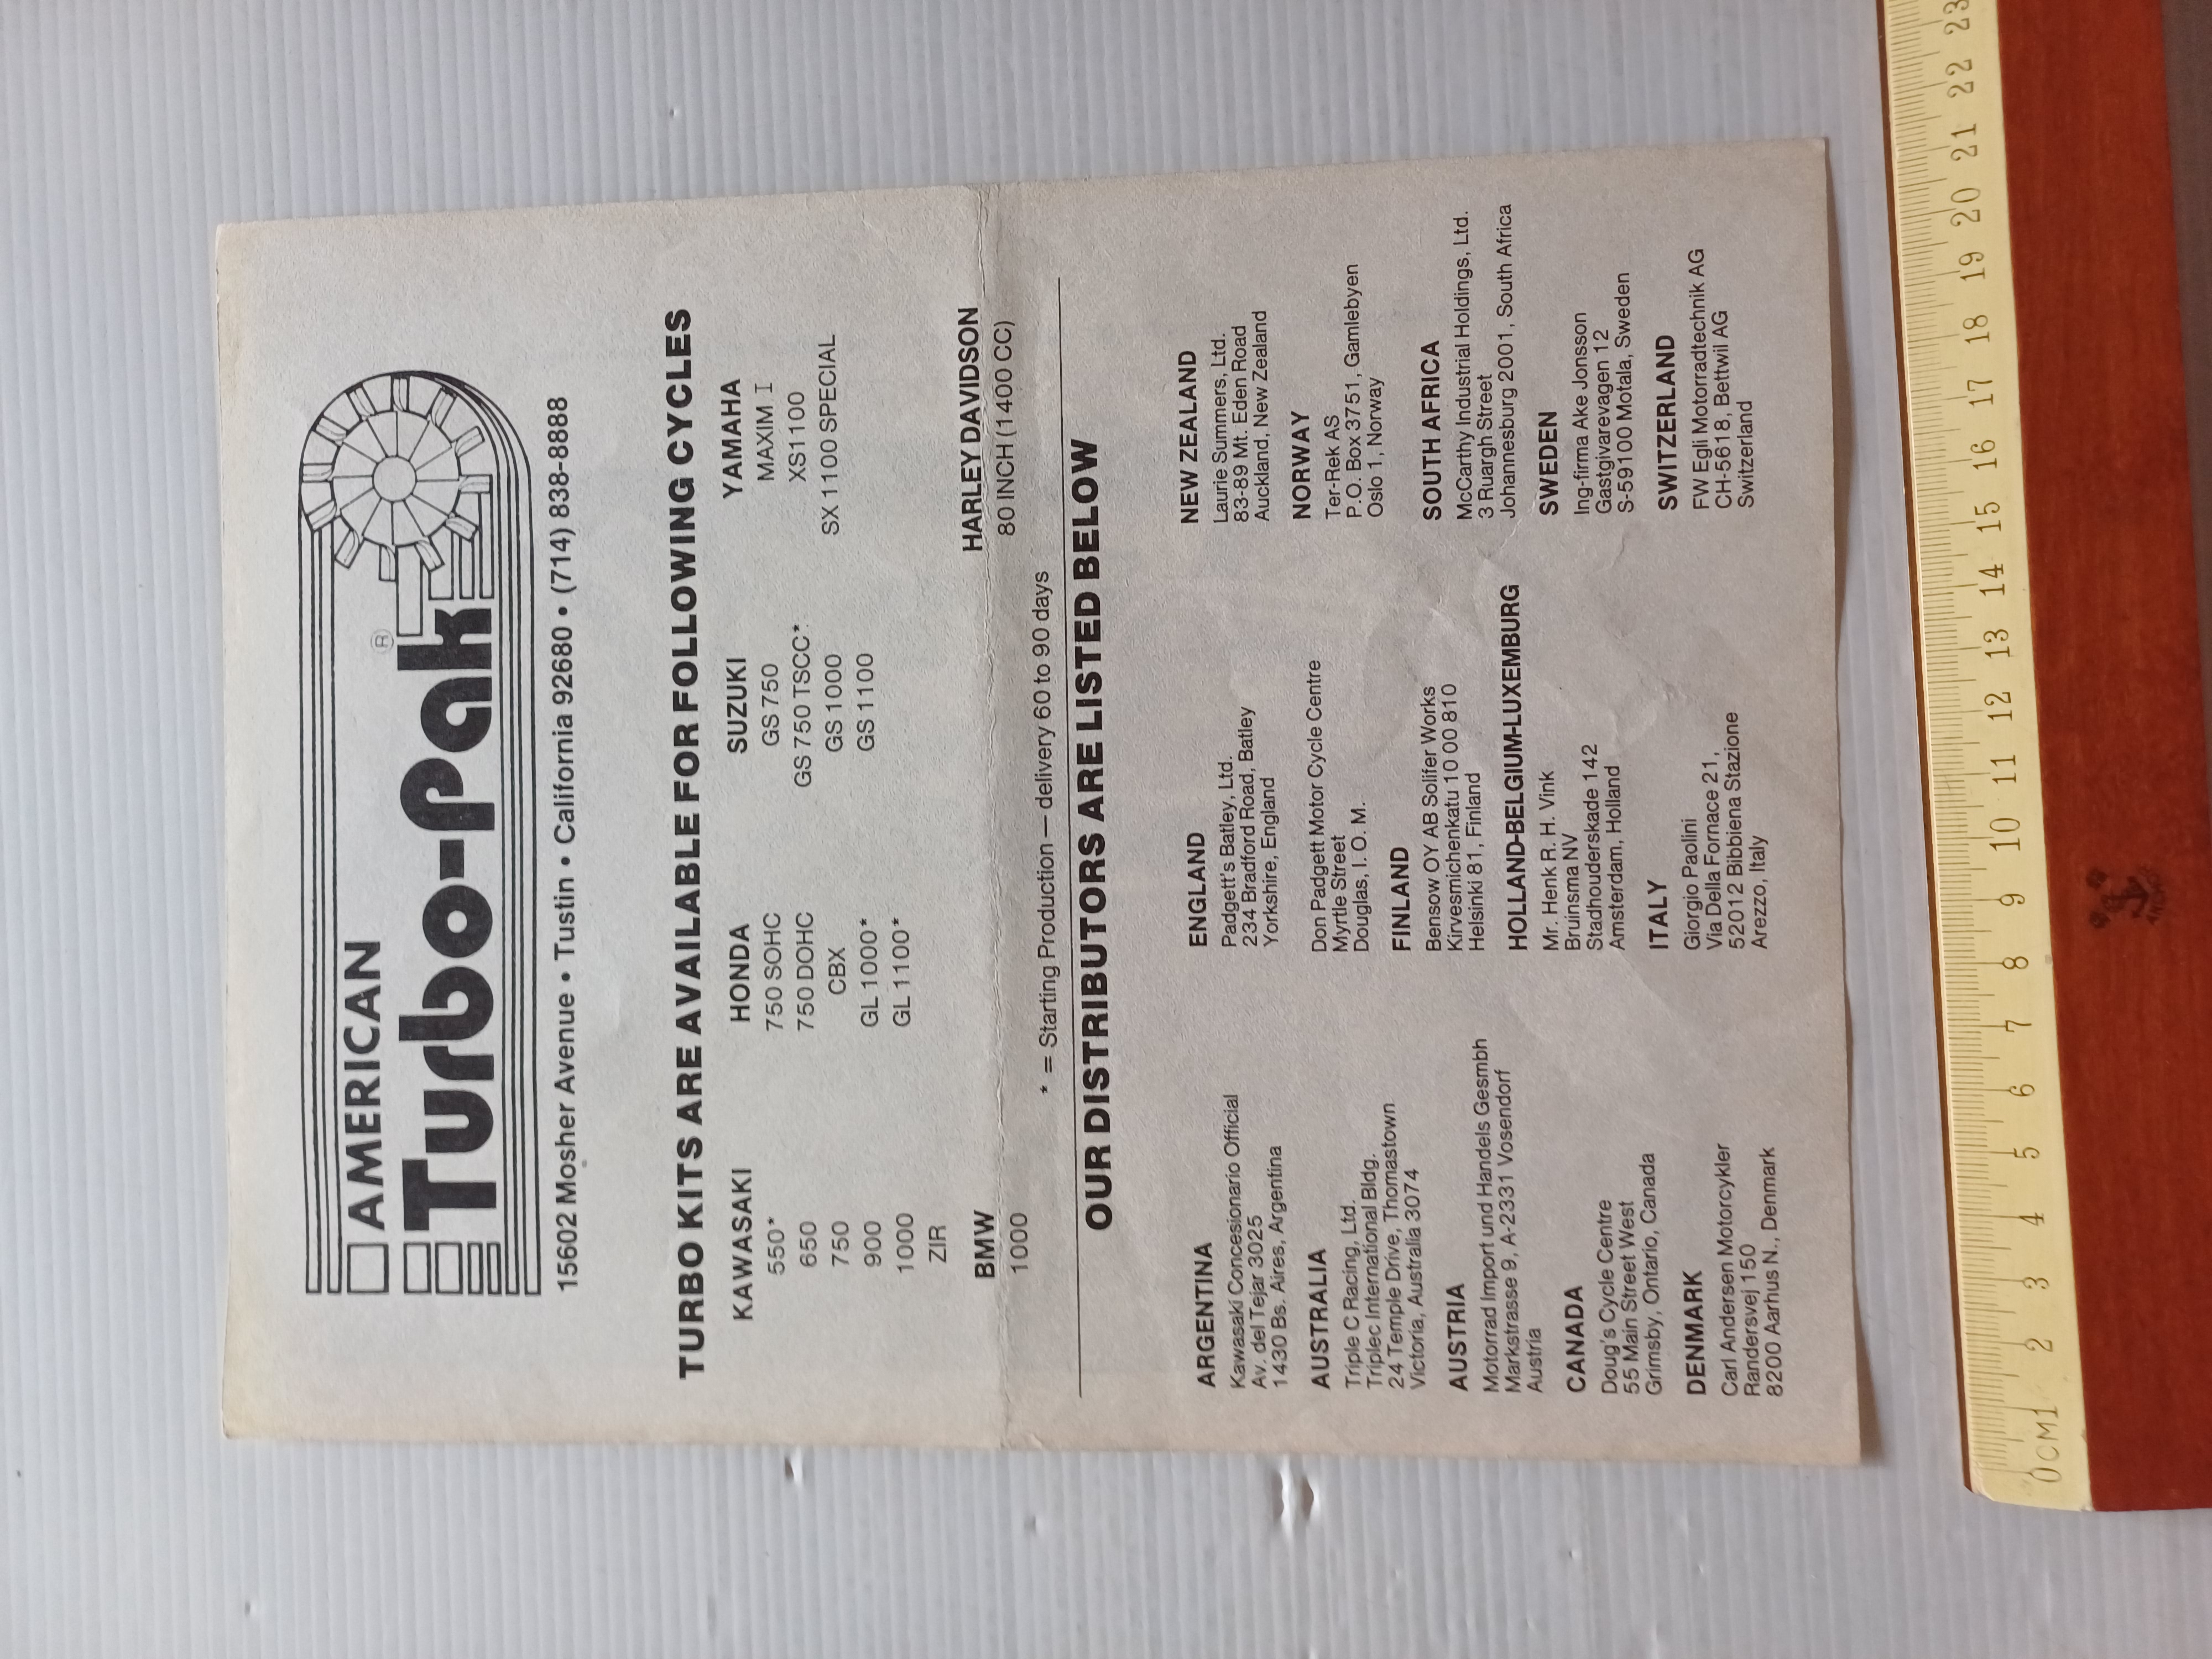 AMERICAN
Turbo-Pak ®
15602 Mosher Avenue • Tustin • California 92680 • (714) 838-8888
TURBO KITS ARE AVAILABLE FOR FOLLOWING CYCLES
KAWASAKI
550*
650
750
900
1000
ZIR
BMW
1000
HONDA
750 SOHC
750 DOHC
CBX
GL 1000*
GL 1100*
SUZUKI
GS 750
GS 750 TSCC*
GS 1000
GS 1100
YAMAHA
MAXIM I
XS1100
SX 1100 SPECIAL
HARLEY DAVIDSON
80 INCH (1400 CC)
* = Starting Production — delivery 60 to 90 days
OUR DISTRIBUTORS ARE LISTED BELOW
ARGENTINA
Kawasaki Concesionario Official
Av. del Tejar 3025
1430 Bs. Aires, Argentina
AUSTRALIA
Triple C Racing, Ltd.
Triplec International Bldg.
24 Temple Drive, Thomastown
Victoria, Australia 3074
AUSTRIA
Motorrad Import und Handels Gesmbh
Markstrasse 9, A-2331 Vosendorf
Austria
CANADA
Doug's Cycle Centre
55 Main Street West
Grimsby, Ontario, Canada
DENMARK
Carl Andersen Motorcykler
Randersvej 150
8200 Aarhus N., Denmark
ENGLAND
Padgett's Batley, Ltd.
234 Bradford Road, Batley
Yorkshire, England
Don Padgett Motor Cycle Centre
Myrtle Street
Douglas, I. O. M.
FINLAND
Bensow OY AB Solifer Works
Kirvesmichenkatu 10 00 810
Helsinki 81, Finland
HOLLAND-BELGIUM-LUXEMBURG
Mr. Henk R. H. Vink
Bruinsma NV
Stadhouderskade 142
Amsterdam, Holland
ITALY
Giorgio Paolini
Via Della Fornace 21,
52012 Bibbiena Stazione
Arezzo, Italy
NEW ZEALAND
Laurie Summers, Ltd.
83-89 Mt. Eden Road
Auckland, New Zealand
NORWAY
Ter-Rek AS
P.O. Box 3751, Gamlebyen
Oslo 1, Norway
SOUTH AFRICA
McCarthy Industrial Holdings, Ltd.
3 Ruargh Street
Johannesburg 2001, South Africa
SWEDEN
Ing-firma Ake Jonsson
Gastgivarevagen 12
S-59100 Motala, Sweden
SWITZERLAND
FW Egli Motorradtechnik AG
CH-5618, Bettwil AG
Switzerland
0CM1 2 3 4 5 6 7 8 9 10 11 12 13 14 15 16 17 18 19 20 21 22 23